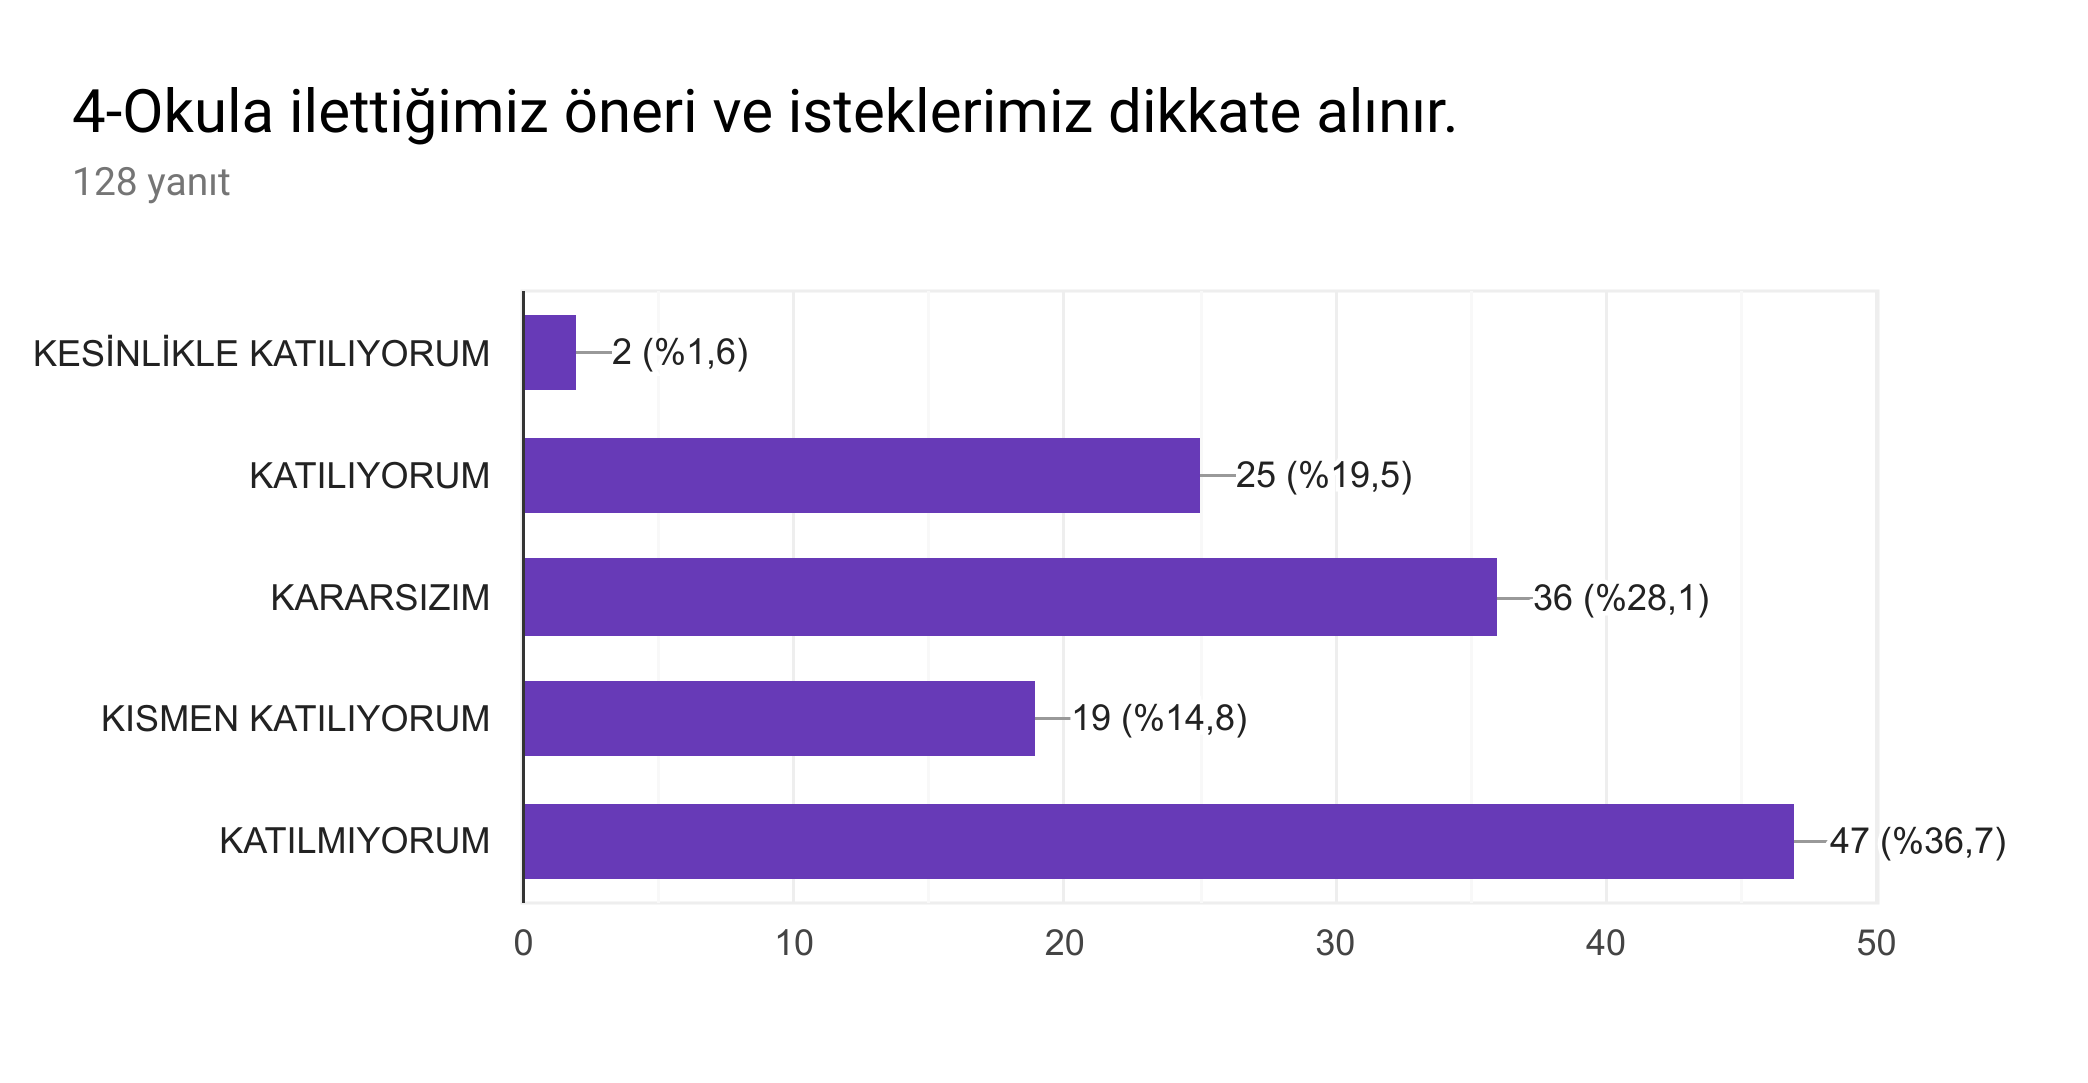 4-Okula ilettiğimiz öneri ve isteklerimiz dikkate alınır.
128 yanıt
KESİNLİKLE KATILIYORUM 2 (%1,6)
KATILIYORUM 25 (%19,5)
KARARSIZIM 36 (%28,1)
KISMEN KATILIYORUM 19 (%14,8)
KATILMIYORUM 47 (%36,7)
0 10 20 30 40 50